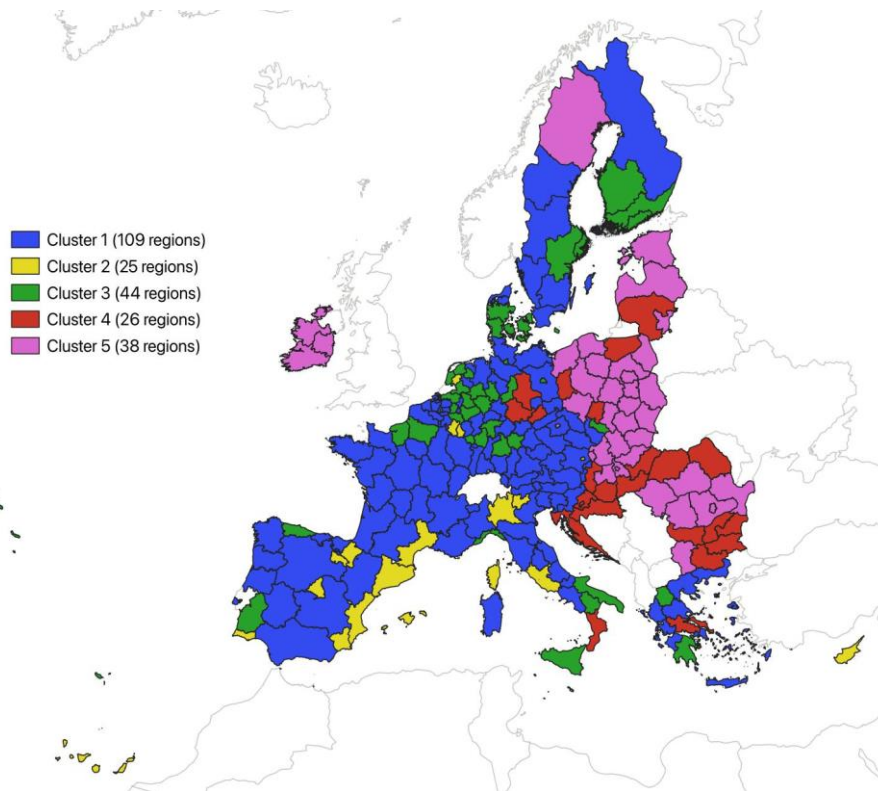 Cluster 1 (109 regions)
Cluster 2 (25 regions)
Cluster 3 (44 regions)
Cluster 4 (26 regions)
Cluster 5 (38 regions)